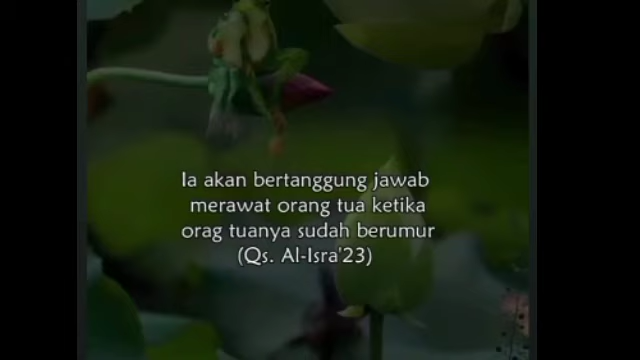 Ia akan bertanggung jawab
merawat orang tua ketika
orag tuanya sudah berumur
(Qs. Al-Isra'23)